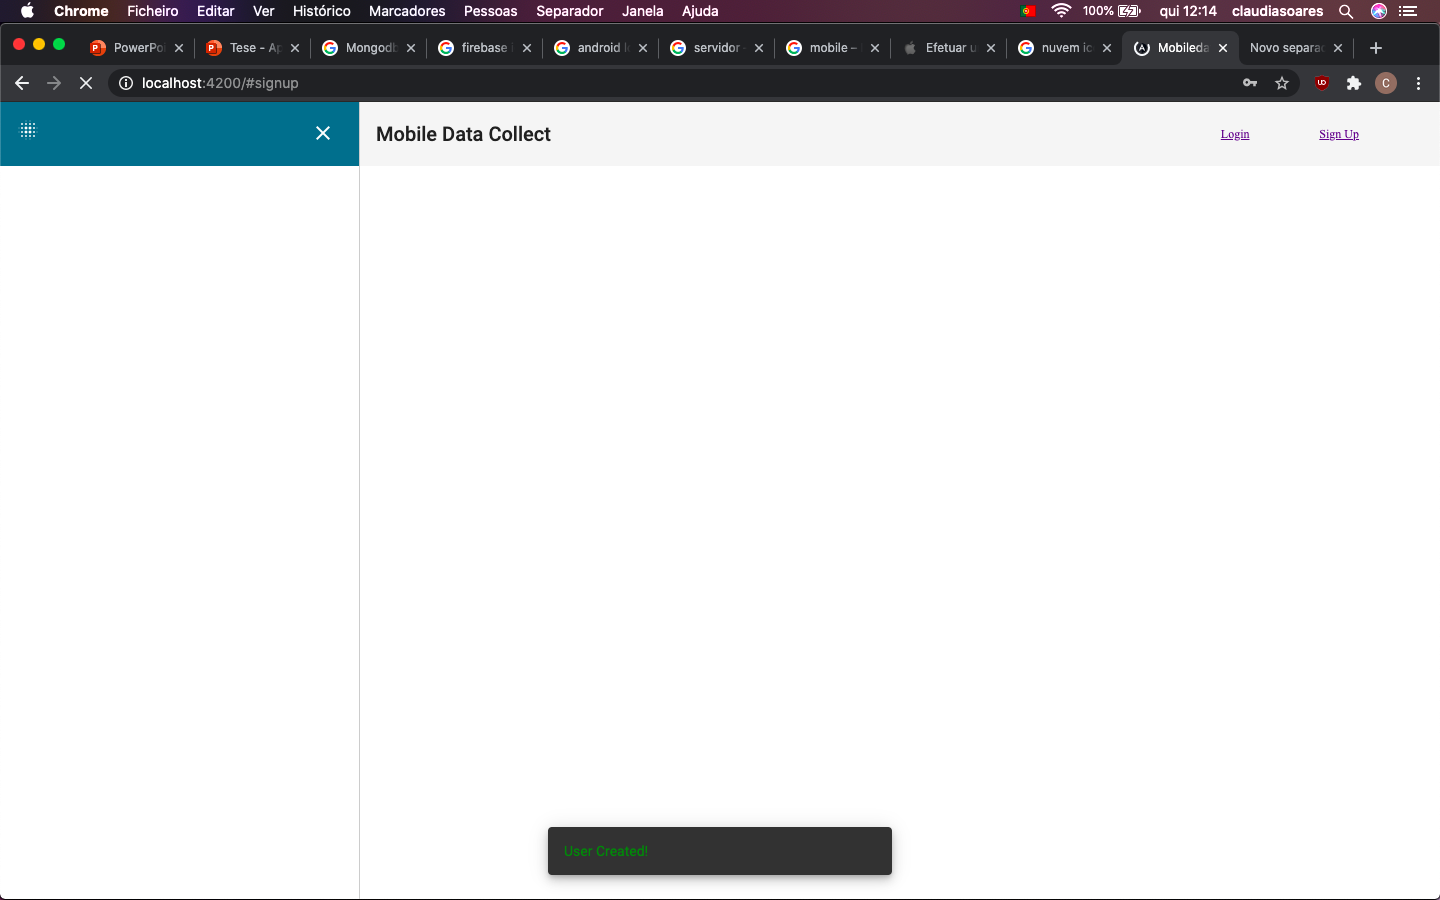 Chrome Ficheiro Editar Ver Histórico Marcadores Pessoas Separador Janela Ajuda 100% qui 12:14 claudiasoares
PowerPoi Tese - Ap Mongodb firebase android servidor mobile – Efetuar u nuvem ic Mobileda Novo separad
localhost:4200/#signup C
Mobile Data Collect Login Sign Up
User Created!